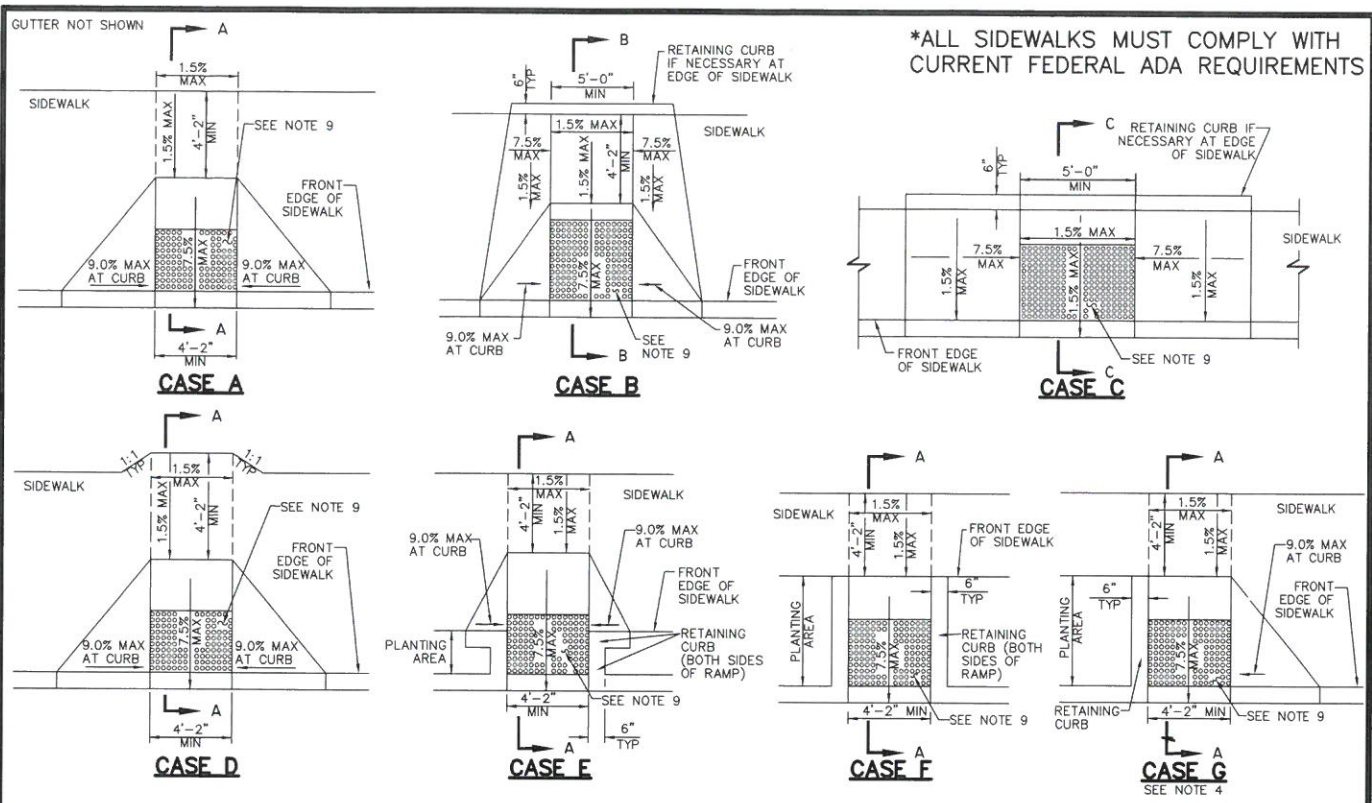 GUTTER NOT SHOWN
*ALL SIDEWALKS MUST COMPLY WITH
CURRENT FEDERAL ADA REQUIREMENTS
A
1.5%
MAX
SIDEWALK
1.5% MAX
4'-2"
MIN
SEE NOTE 9
FRONT
EDGE OF
SIDEWALK
7.5%
MAX
9.0% MAX
AT CURB
9.0% MAX
AT CURB
A
4'-2"
MIN
CASE A
B
RETAINING CURB
IF NECESSARY AT
EDGE OF SIDEWALK
6"
TYP
5'-0"
MIN
1.5% MAX
SIDEWALK
7.5%
MAX
7.5%
MAX
1.5%
MAX
1.5% MAX
4'-2"
MIN
1.5%
MAX
7.5%
MAX
FRONT
EDGE OF
SIDEWALK
9.0% MAX
AT CURB
SEE
NOTE 9
9.0% MAX
AT CURB
B
CASE B
C
RETAINING CURB IF
NECESSARY AT EDGE
OF SIDEWALK
6"
TYP
5'-0"
MIN
1.5% MAX
SIDEWALK
7.5%
MAX
7.5%
MAX
1.5%
MAX
1.5% MAX
1.5%
MAX
FRONT EDGE
OF SIDEWALK
SEE NOTE 9
C
CASE C
A
1:1
TYP
1:1
TYP
1.5%
MAX
SIDEWALK
1.5% MAX
4'-2"
MIN
SEE NOTE 9
FRONT
EDGE OF
SIDEWALK
7.5%
MAX
9.0% MAX
AT CURB
9.0% MAX
AT CURB
A
4'-2"
MIN
CASE D
A
1.5%
MAX
SIDEWALK
4'-2"
MIN
1.5%
MAX
9.0% MAX
AT CURB
9.0% MAX
AT CURB
FRONT
EDGE OF
SIDEWALK
PLANTING
AREA
7.5%
MAX
RETAINING
CURB
(BOTH SIDES
OF RAMP)
SEE NOTE 9
4'-2"
MIN
6"
TYP
A
CASE E
A
1.5%
MAX
SIDEWALK
4'-2"
MIN
1.5%
MAX
FRONT EDGE
OF SIDEWALK
6"
TYP
PLANTING
AREA
7.5%
MAX
RETAINING
CURB (BOTH
SIDES OF
RAMP)
4'-2"
MIN
SEE NOTE 9
A
CASE F
A
1.5%
MAX
SIDEWALK
4'-2"
MIN
1.5%
MAX
9.0% MAX
AT CURB
6"
TYP
FRONT
EDGE OF
SIDEWALK
PLANTING
AREA
7.5%
MAX
RETAINING
CURB
4'-2" MIN
SEE NOTE 9
A
CASE G
SEE NOTE 4